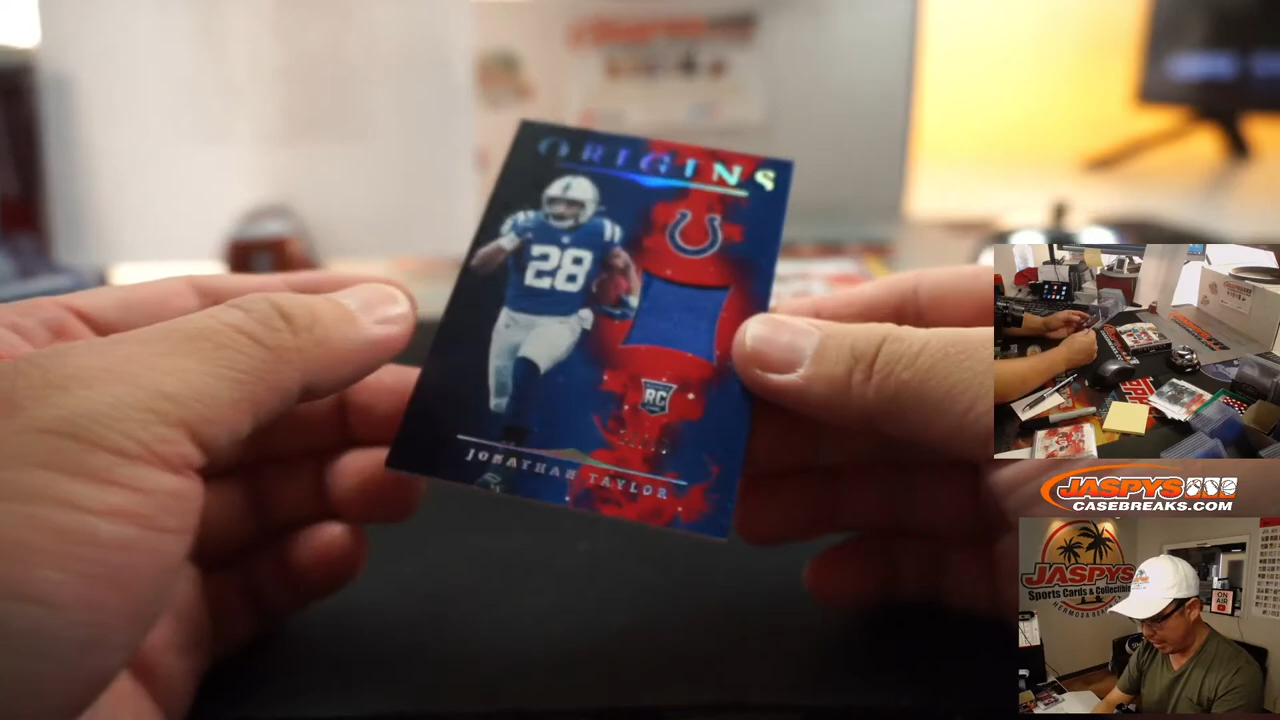 ORIGINS
28
RC
JONATHAN TAYLOR
JASPYS
CASEBREAKS.COM
JASPYS
Sports Cards & Collectibles
HERMOSA BEACH
ON
AIR